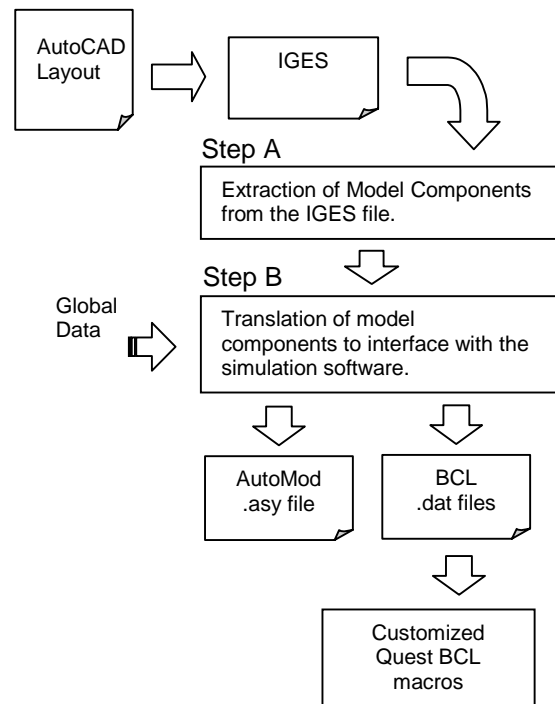 AutoCAD
Layout
IGES
Step A
Extraction of Model Components
from the IGES file.
Step B
Global
Data
Translation of model
components to interface with the
simulation software.
AutoMod
.asy file
BCL
.dat files
Customized
Quest BCL
macros